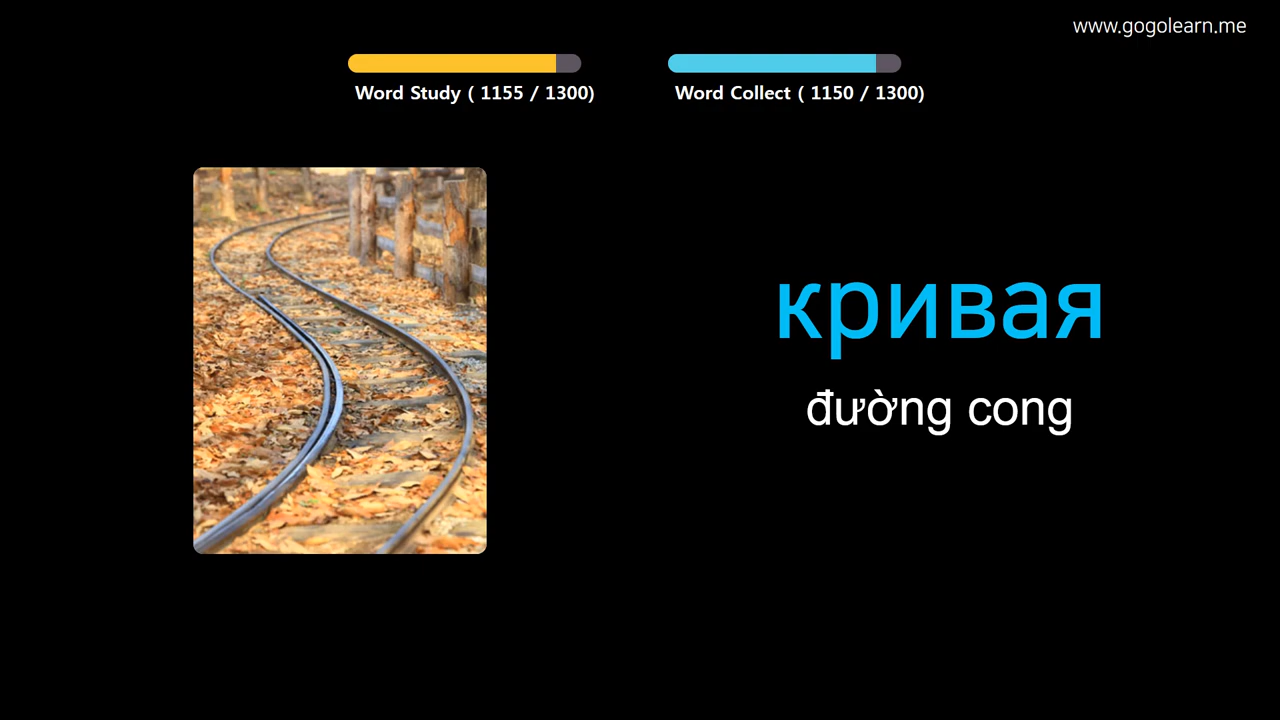 www.gogolearn.me
Word Study ( 1155 / 1300)
Word Collect ( 1150 / 1300)
кривая
đường cong